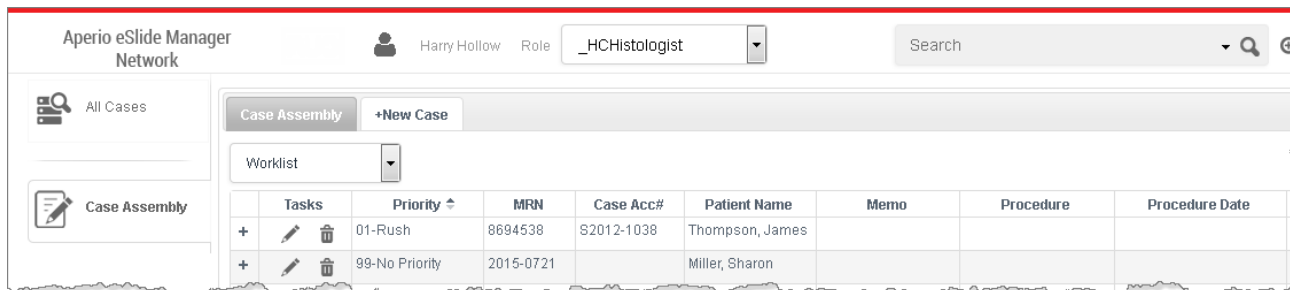 Aperio eSlide Manager
Network
Harry Hollow Role _HCHistologist Search
All Cases
Case Assembly +New Case
Worklist
Case Assembly
Tasks Priority MRN Case Acc# Patient Name Memo Procedure Procedure Date
+ 01-Rush 8694538 S2012-1038 Thompson, James
+ 99-No Priority 2015-0721 Miller, Sharon